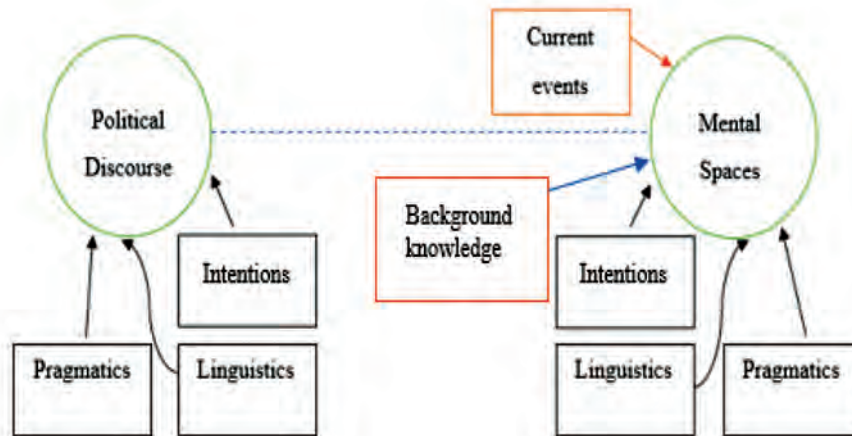 Current
events
Political
Discourse
Mental
Spaces
Background
knowledge
Intentions
Intentions
Pragmatics
Linguistics
Linguistics
Pragmatics